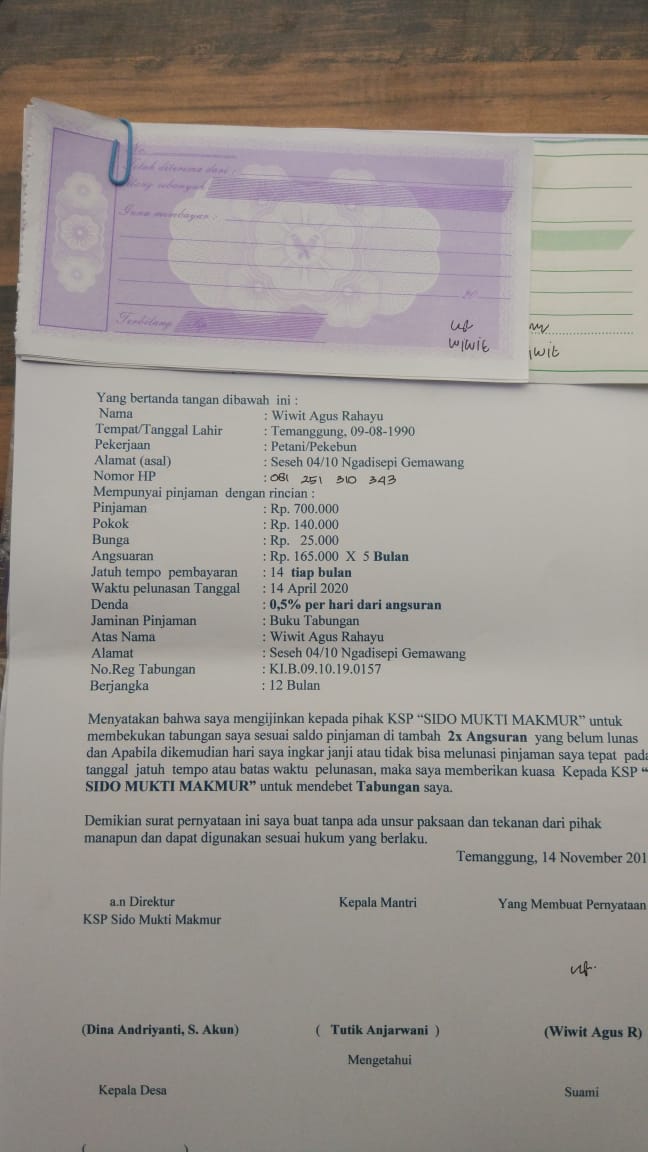 No.
Telah diterima dari :
Uang sebanyak
Guna membayar :
20
Terbilang Rp.
Wiwit
wit
Yang bertanda tangan dibawah ini :
Nama : Wiwit Agus Rahayu
Tempat/Tanggal Lahir : Temanggung, 09-08-1990
Pekerjaan : Petani/Pekebun
Alamat (asal) : Seseh 04/10 Ngadisepi Gemawang
Nomor HP : 081 251 310 343
Mempunyai pinjaman dengan rincian :
Pinjaman : Rp. 700.000
Pokok : Rp. 140.000
Bunga : Rp. 25.000
Angsuaran : Rp. 165.000 X 5 Bulan
Jatuh tempo pembayaran : 14 tiap bulan
Waktu pelunasan Tanggal : 14 April 2020
Denda : 0,5% per hari dari angsuran
Jaminan Pinjaman : Buku Tabungan
Atas Nama : Wiwit Agus Rahayu
Alamat : Seseh 04/10 Ngadisepi Gemawang
No.Reg Tabungan : KI.B.09.10.19.0157
Berjangka : 12 Bulan
Menyatakan bahwa saya mengijinkan kepada pihak KSP “SIDO MUKTI MAKMUR” untuk
membekukan tabungan saya sesuai saldo pinjaman di tambah 2x Angsuran yang belum lunas
dan Apabila dikemudian hari saya ingkar janji atau tidak bisa melunasi pinjaman saya tepat pada
tanggal jatuh tempo atau batas waktu pelunasan, maka saya memberikan kuasa Kepada KSP “
SIDO MUKTI MAKMUR” untuk mendebet Tabungan saya.
Demikian surat pernyataan ini saya buat tanpa ada unsur paksaan dan tekanan dari pihak
manapun dan dapat digunakan sesuai hukum yang berlaku.
Temanggung, 14 November 201
a.n Direktur Kepala Mantri Yang Membuat Pernyataan
KSP Sido Mukti Makmur
(Dina Andriyanti, S. Akun) ( Tutik Anjarwani ) (Wiwit Agus R)
Mengetahui
Kepala Desa Suami
( )